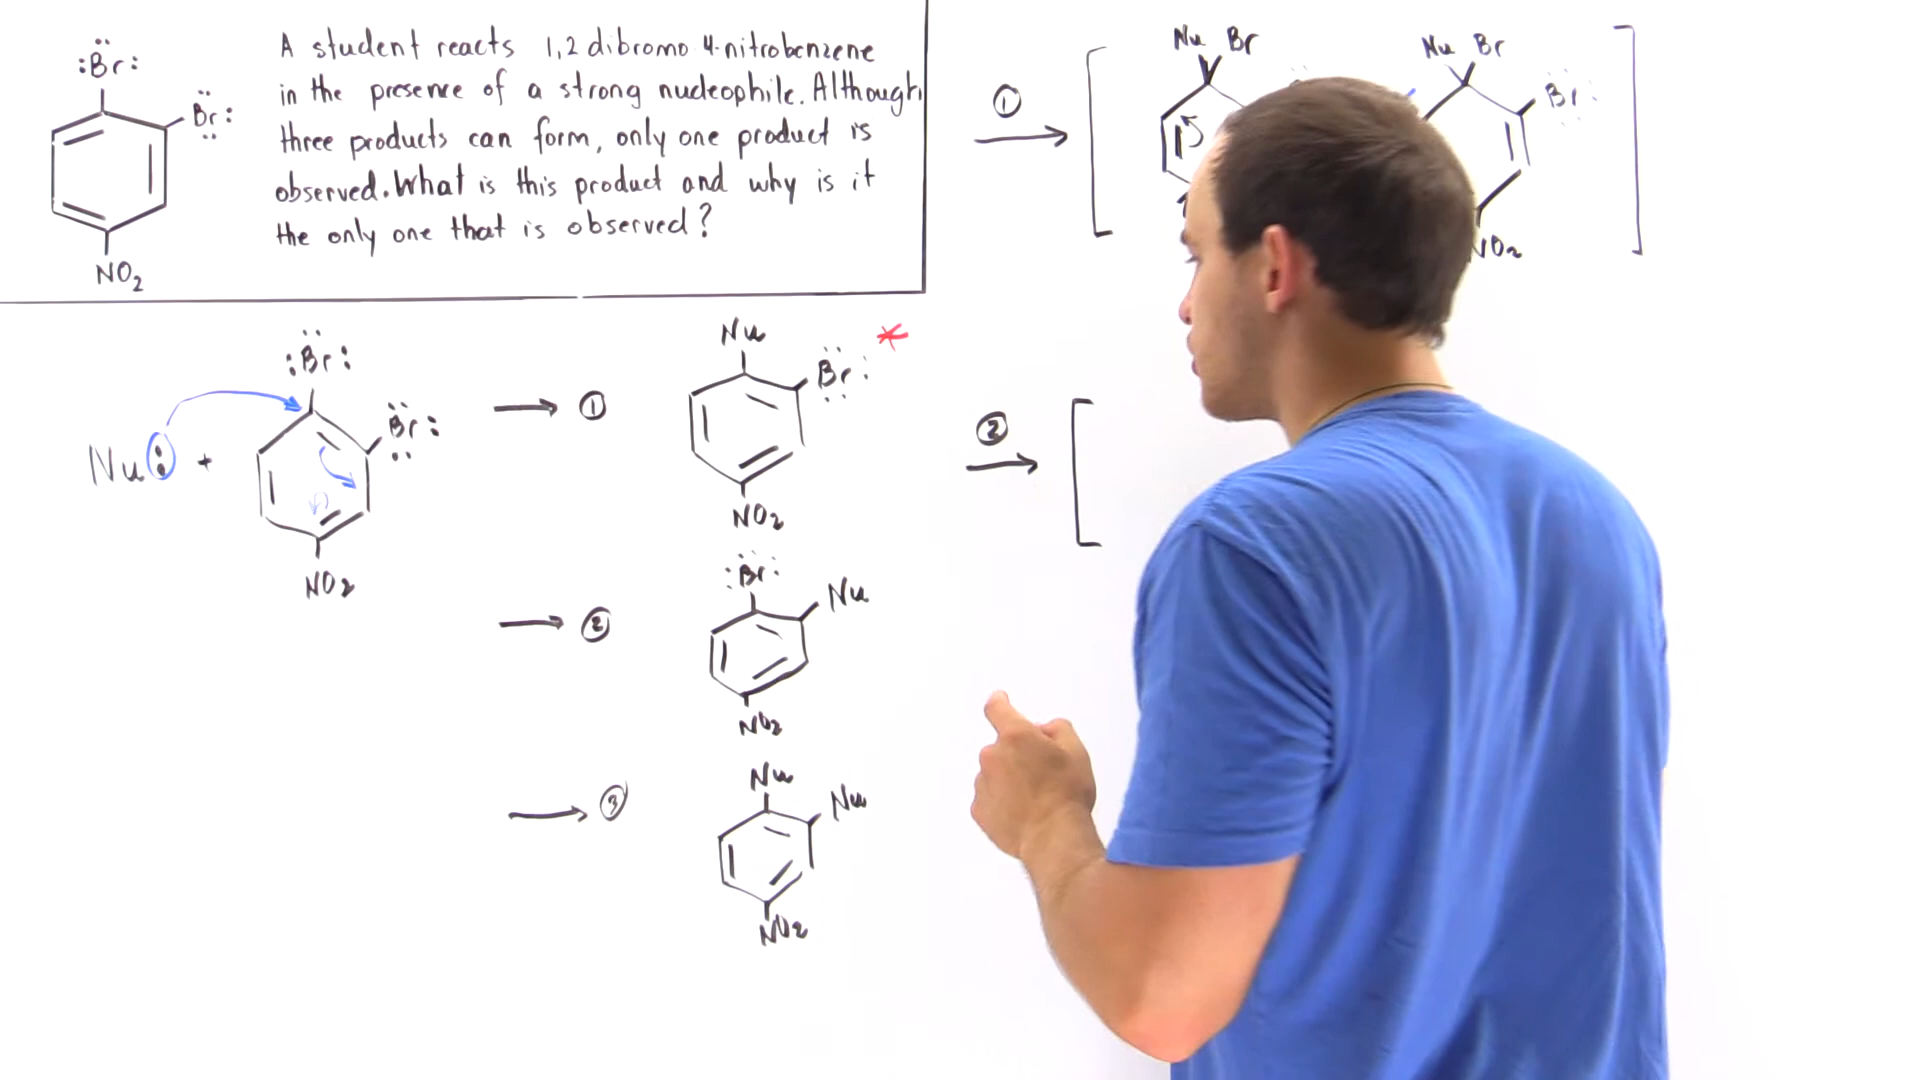 :Br:
Br:
NO2
A student reacts 1,2 dibromo 4-nitrobenzene
in the presence of a strong nucleophile. Although
three products can form, only one product is
observed. What is this product and why is it
the only one that is observed?
① Nu Br
Nu Br
Br:
NO2
:Br:
Br:
Nu: +
NO2
①
Nu
Br: *
NO2
②
:Br:
Nu
NO2
③
Nu
Nu
NO2
②